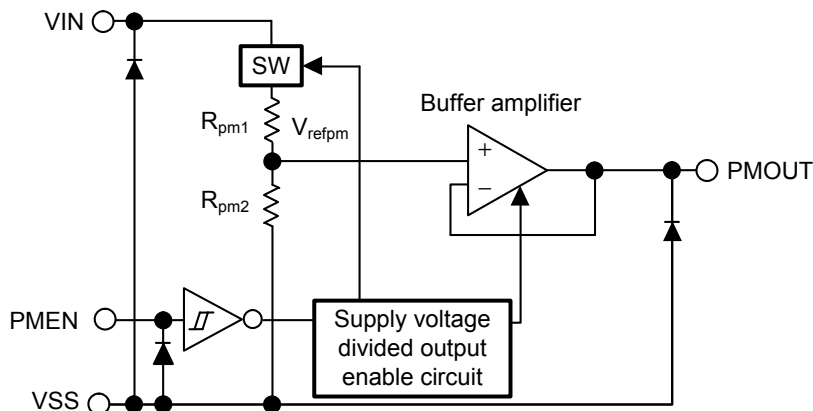 VIN
SW
Buffer amplifier
Rpm1
Vrefpm
+
−
PMOUT
Rpm2
PMEN
Supply voltage
divided output
enable circuit
VSS